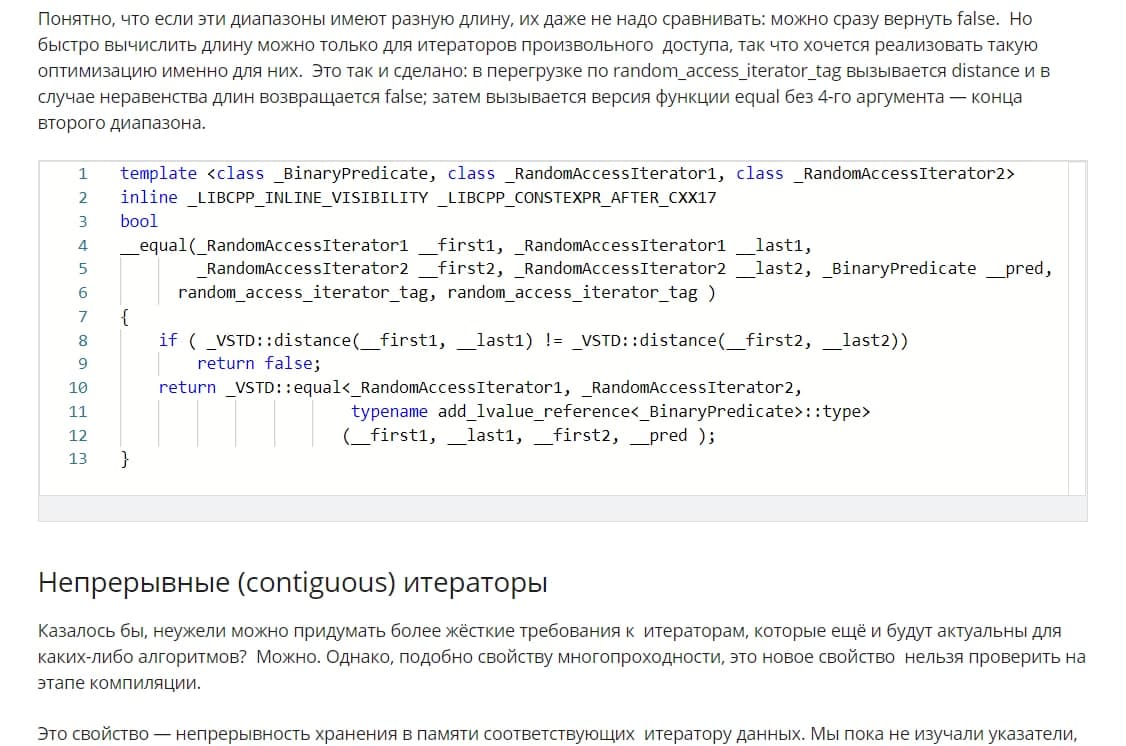 Понятно, что если эти диапазоны имеют разную длину, их даже не надо сравнивать: можно сразу вернуть false. Но
быстро вычислить длину можно только для итераторов произвольного доступа, так что хочется реализовать такую
оптимизацию именно для них. Это так и сделано: в перегрузке по random_access_iterator_tag вызывается distance и в
случае неравенства длин возвращается false; затем вызывается версия функции equal без 4-го аргумента — конца
второго диапазона.
1 template <class _BinaryPredicate, class _RandomAccessIterator1, class _RandomAccessIterator2>
2 inline _LIBCPP_INLINE_VISIBILITY _LIBCPP_CONSTEXPR_AFTER_CXX17
3 bool
4 __equal(_RandomAccessIterator1 __first1, _RandomAccessIterator1 __last1,
5 _RandomAccessIterator2 __first2, _RandomAccessIterator2 __last2, _BinaryPredicate __pred,
6 random_access_iterator_tag, random_access_iterator_tag )
7 {
8 if ( _VSTD::distance(__first1, __last1) != _VSTD::distance(__first2, __last2))
9 return false;
10 return _VSTD::equal<_RandomAccessIterator1, _RandomAccessIterator2,
11 typename add_lvalue_reference<_BinaryPredicate>::type>
12 (__first1, __last1, __first2, __pred );
13 }
Непрерывные (contiguous) итераторы
Казалось бы, неужели можно придумать более жёсткие требования к итераторам, которые ещё и будут актуальны для
каких-либо алгоритмов? Можно. Однако, подобно свойству многопроходности, это новое свойство нельзя проверить на
этапе компиляции.
Это свойство — непрерывность хранения в памяти соответствующих итератору данных. Мы пока не изучали указатели,